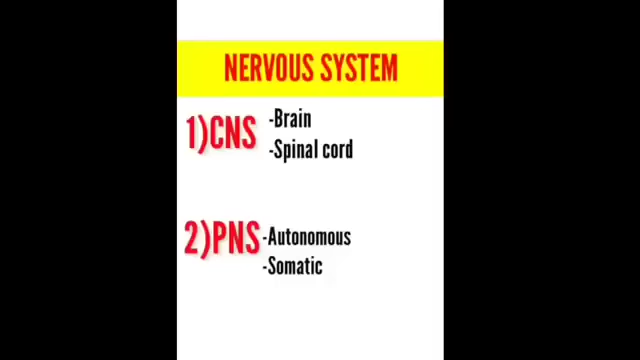 NERVOUS SYSTEM
1)CNS -Brain
-Spinal cord
2)PNS -Autonomous
-Somatic